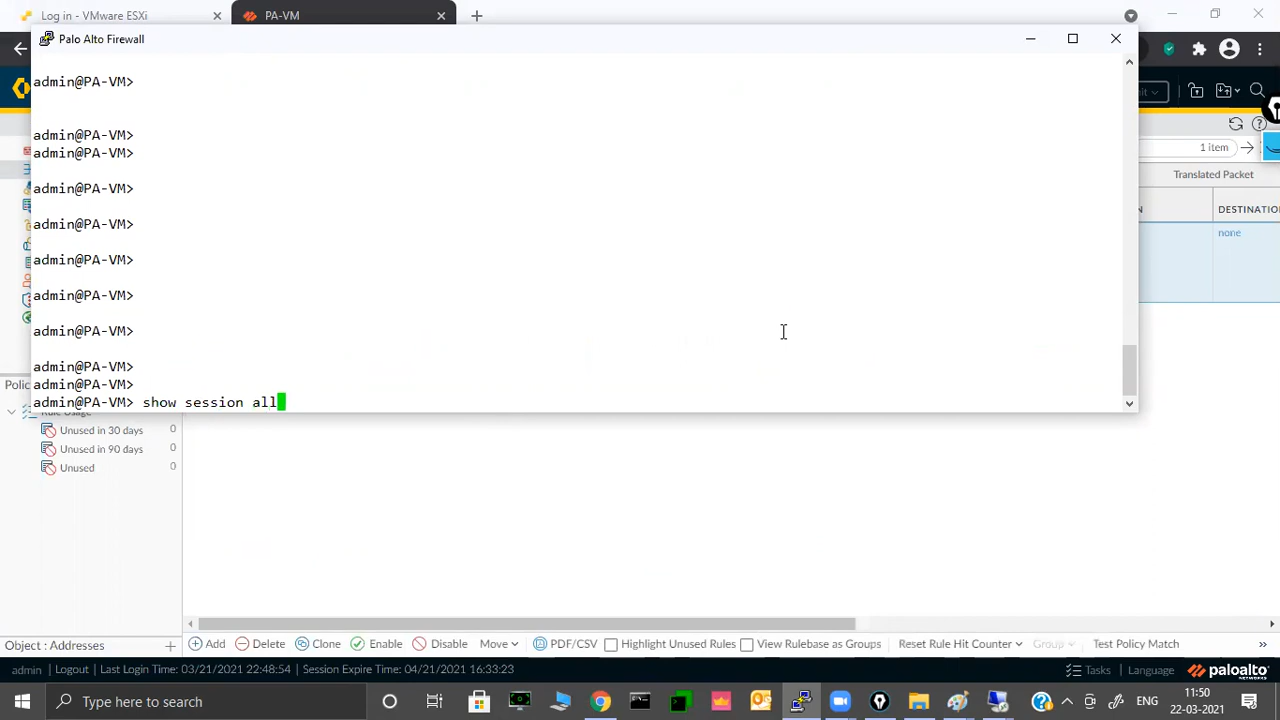 Log in - VMware ESXi
PA-VM
Palo Alto Firewall
admin@PA-VM>
admin@PA-VM>
admin@PA-VM>
admin@PA-VM>
admin@PA-VM>
admin@PA-VM>
admin@PA-VM>
admin@PA-VM>
admin@PA-VM>
admin@PA-VM>
admin@PA-VM> show session all
1 item
Translated Packet
DESTINATIO
none
Unused in 30 days 0
Unused in 90 days 0
Unused 0
Object : Addresses
Add Delete Clone Enable Disable Move PDF/CSV Highlight Unused Rules View Rulebase as Groups Reset Rule Hit Counter Group Test Policy Match
admin | Logout | Last Login Time: 03/21/2021 22:48:54 | Session Expire Time: 04/21/2021 16:33:23
Tasks | Language paloalto NETWORKS
Type here to search
ENG
11:50
22-03-2021